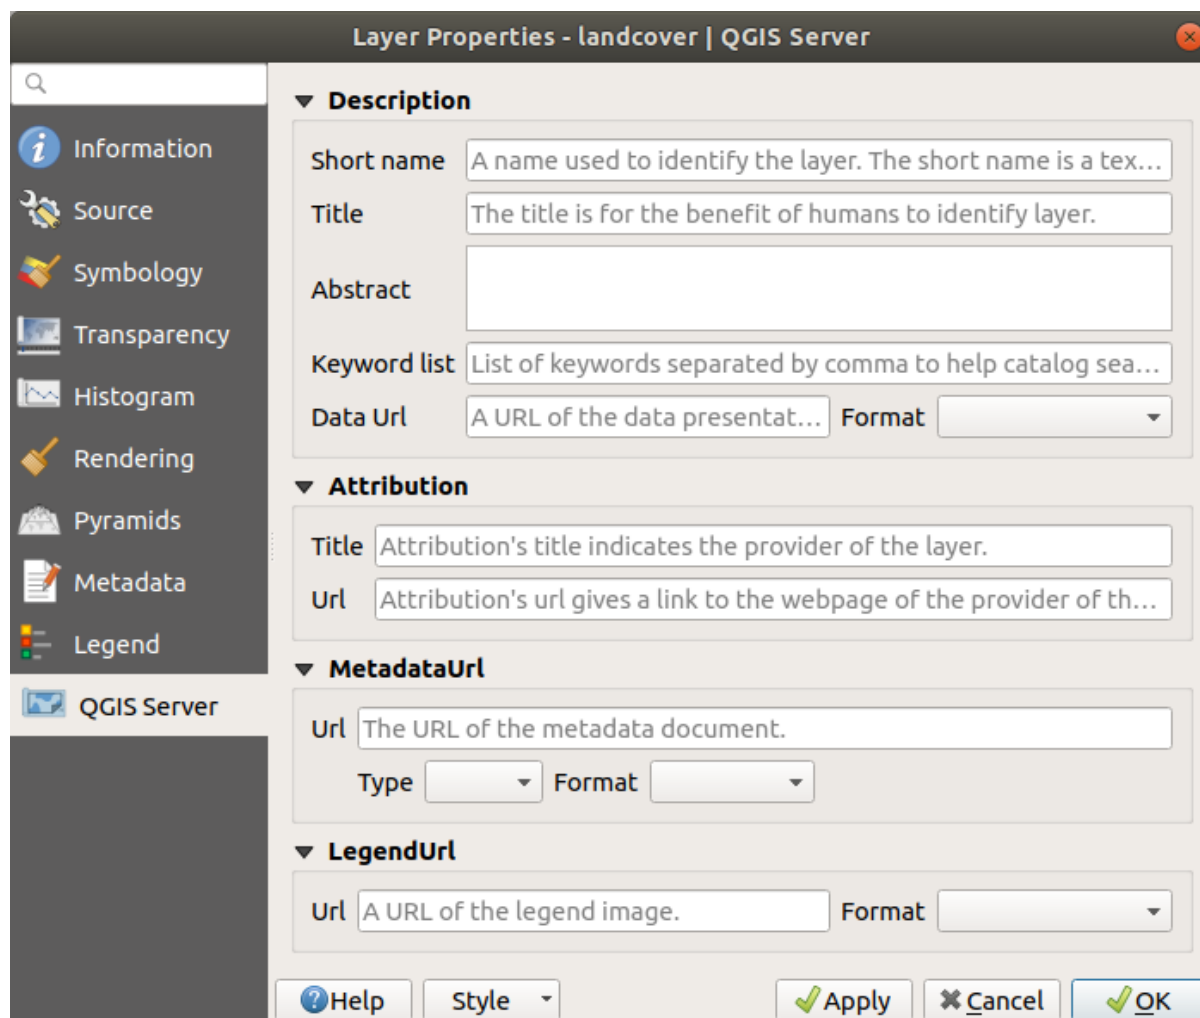 Layer Properties - landcover | QGIS Server
Information
Source
Symbology
Transparency
Histogram
Rendering
Pyramids
Metadata
Legend
QGIS Server
Description
Short name A name used to identify the layer. The short name is a tex...
Title The title is for the benefit of humans to identify layer.
Abstract
Keyword list List of keywords separated by comma to help catalog sea...
Data Url A URL of the data presentat... Format
Attribution
Title Attribution's title indicates the provider of the layer.
Url Attribution's url gives a link to the webpage of the provider of th...
MetadataUrl
Url The URL of the metadata document.
Type Format
LegendUrl
Url A URL of the legend image. Format
Help Style Apply Cancel OK